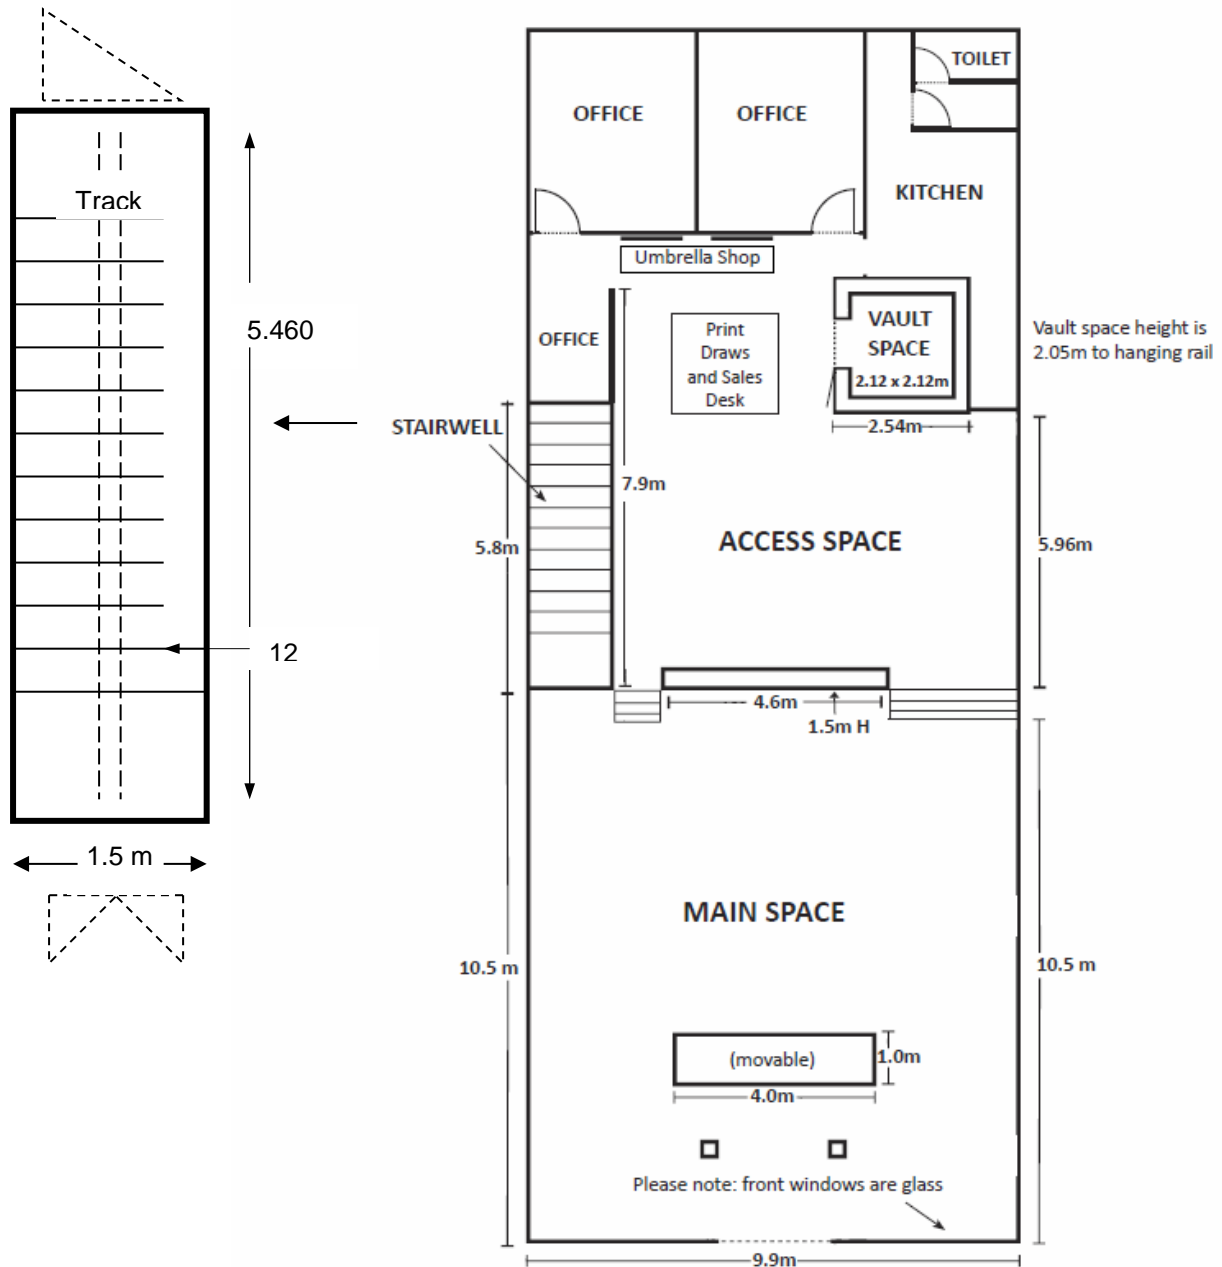 Track
5.460
12
1.5 m
OFFICE
OFFICE
TOILET
KITCHEN
Umbrella Shop
OFFICE
Print
Draws
and Sales
Desk
VAULT
SPACE
2.12 x 2.12m
Vault space height is
2.05m to hanging rail
2.54m
STAIRWELL
7.9m
5.8m
ACCESS SPACE
5.96m
4.6m
1.5m H
MAIN SPACE
10.5 m
10.5 m
(movable)
1.0m
4.0m
Please note: front windows are glass
9.9m